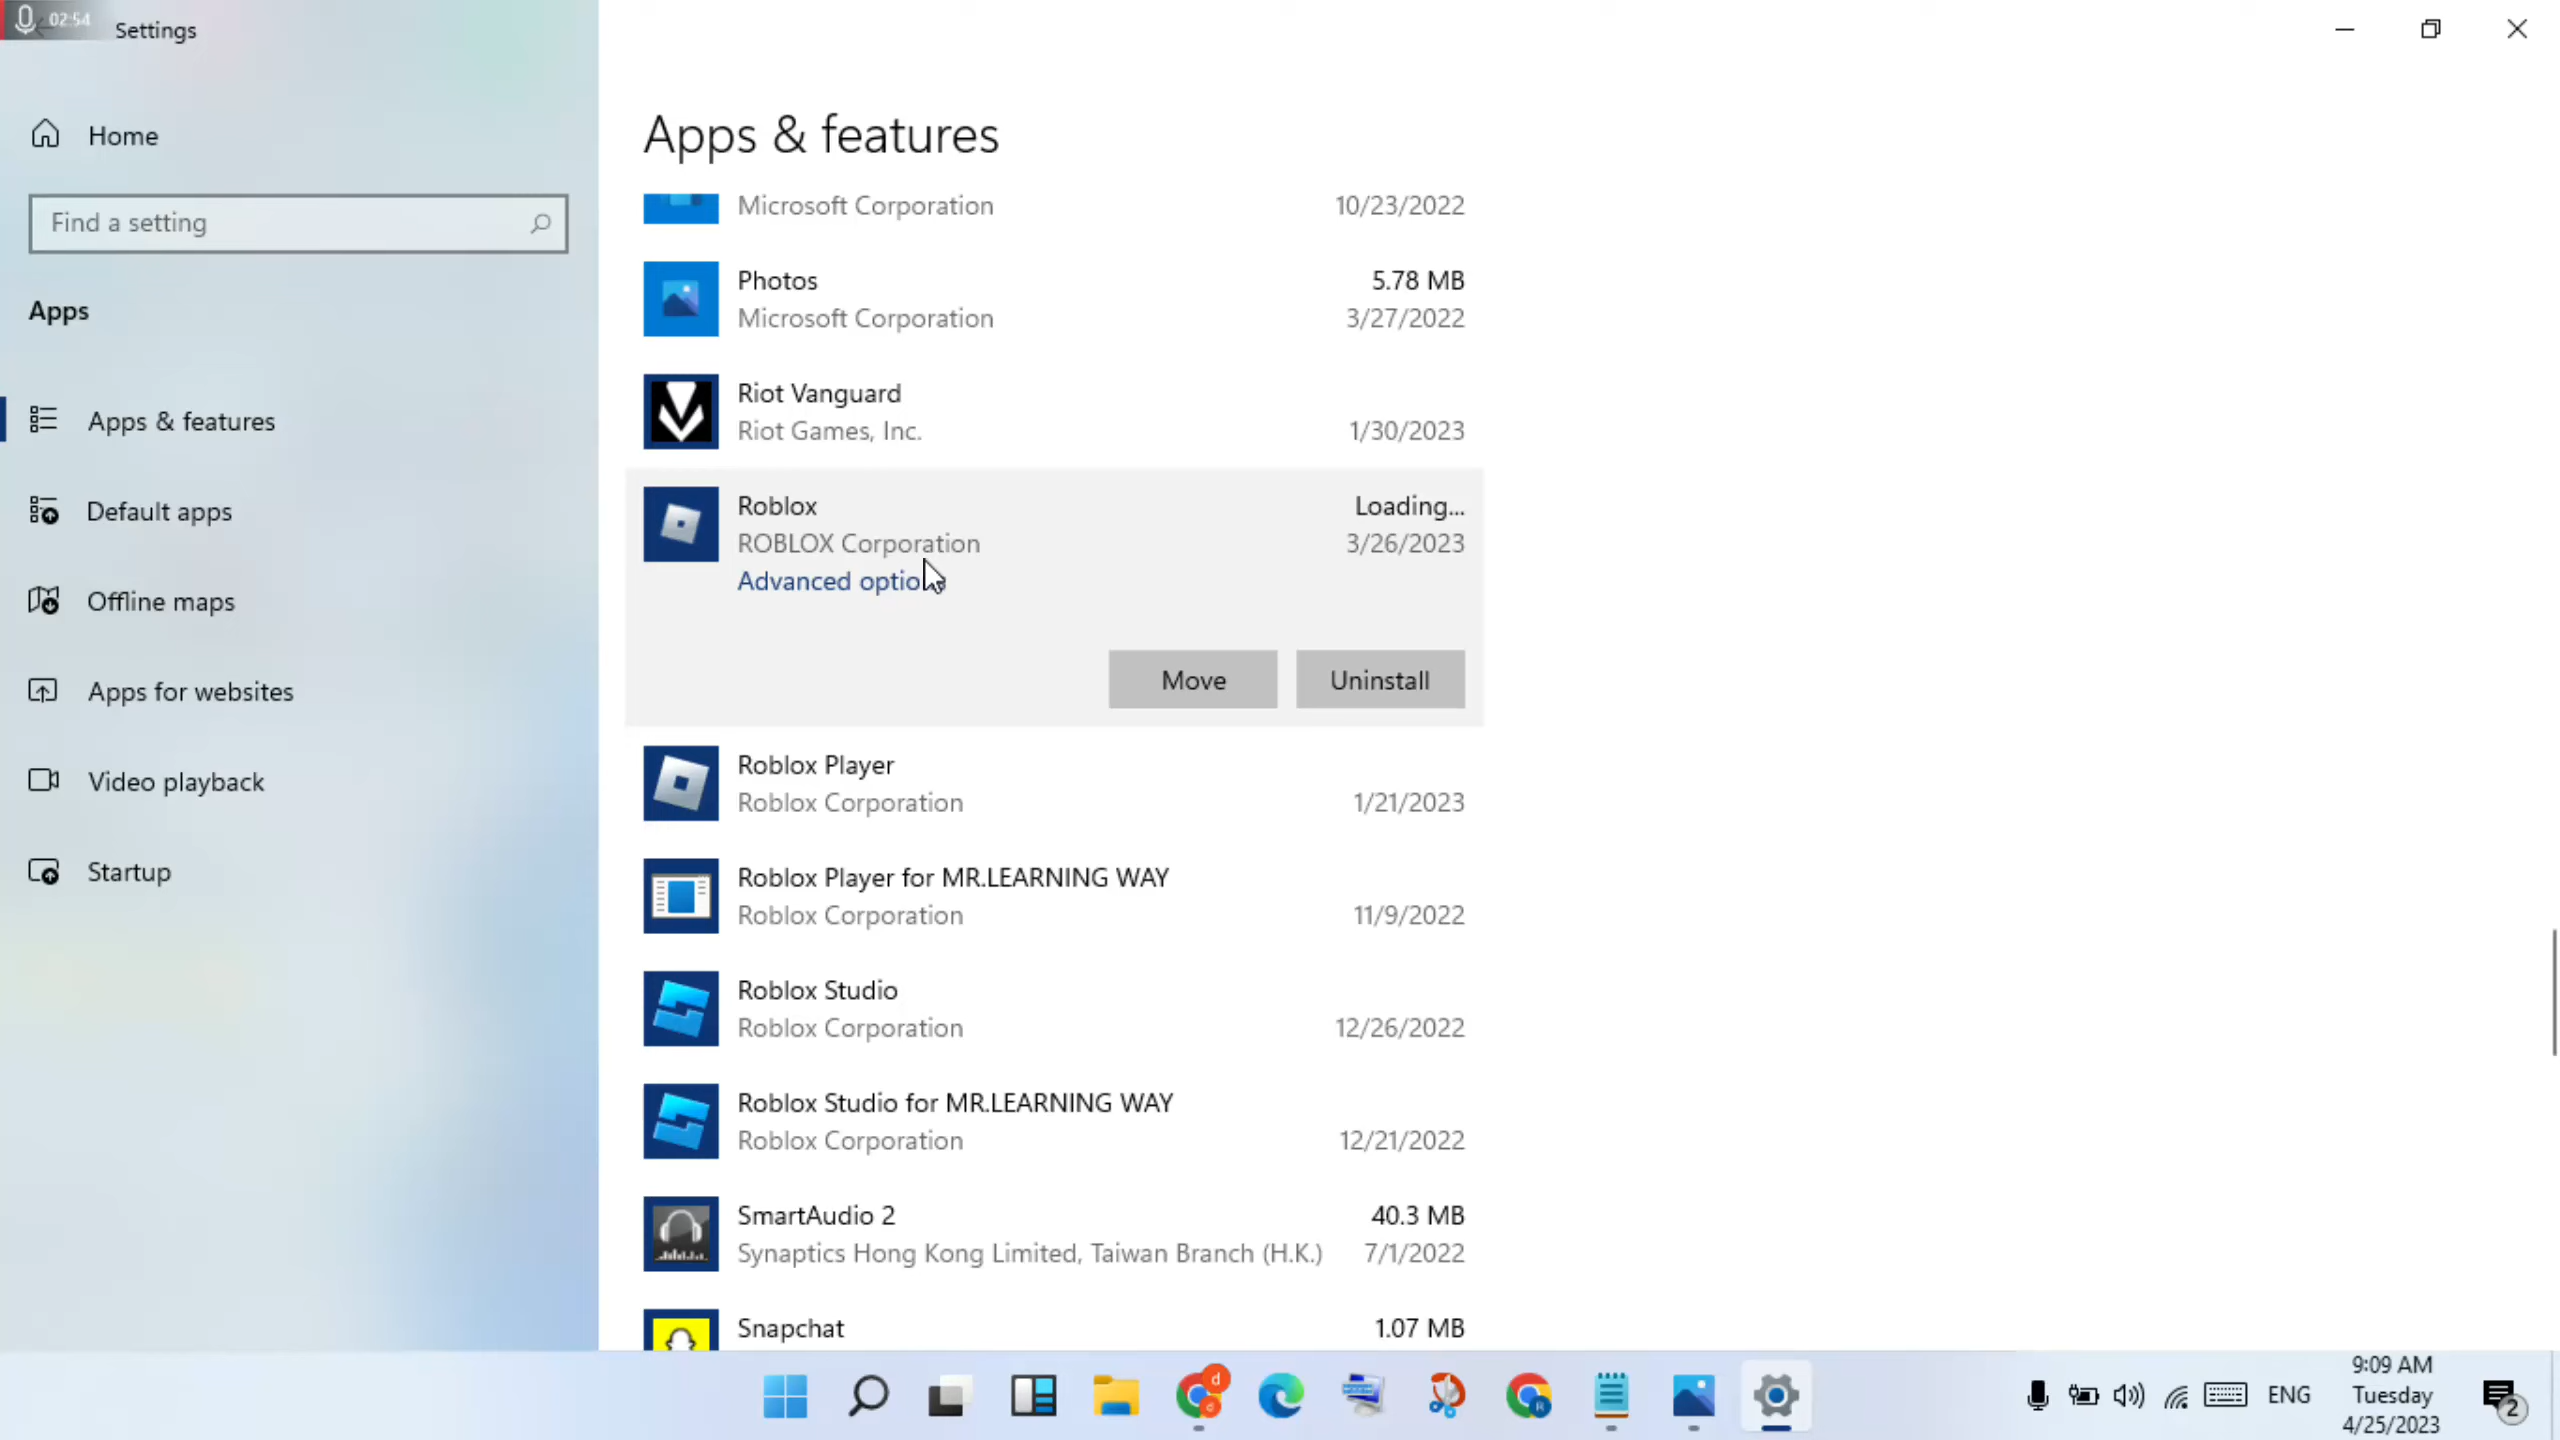 02:54
Settings
Home
Find a setting
Apps
Apps & features
Default apps
Offline maps
Apps for websites
Video playback
Startup
Apps & features
Microsoft Corporation 10/23/2022
Photos 5.78 MB
Microsoft Corporation 3/27/2022
Riot Vanguard
Riot Games, Inc. 1/30/2023
Roblox Loading...
ROBLOX Corporation 3/26/2023
Advanced options
Move Uninstall
Roblox Player
Roblox Corporation 1/21/2023
Roblox Player for MR.LEARNING WAY
Roblox Corporation 11/9/2022
Roblox Studio
Roblox Corporation 12/26/2022
Roblox Studio for MR.LEARNING WAY
Roblox Corporation 12/21/2022
SmartAudio 2 40.3 MB
Synaptics Hong Kong Limited, Taiwan Branch (H.K.) 7/1/2022
Snapchat 1.07 MB
d
d
R
ENG
9:09 AM
Tuesday
4/25/2023
2